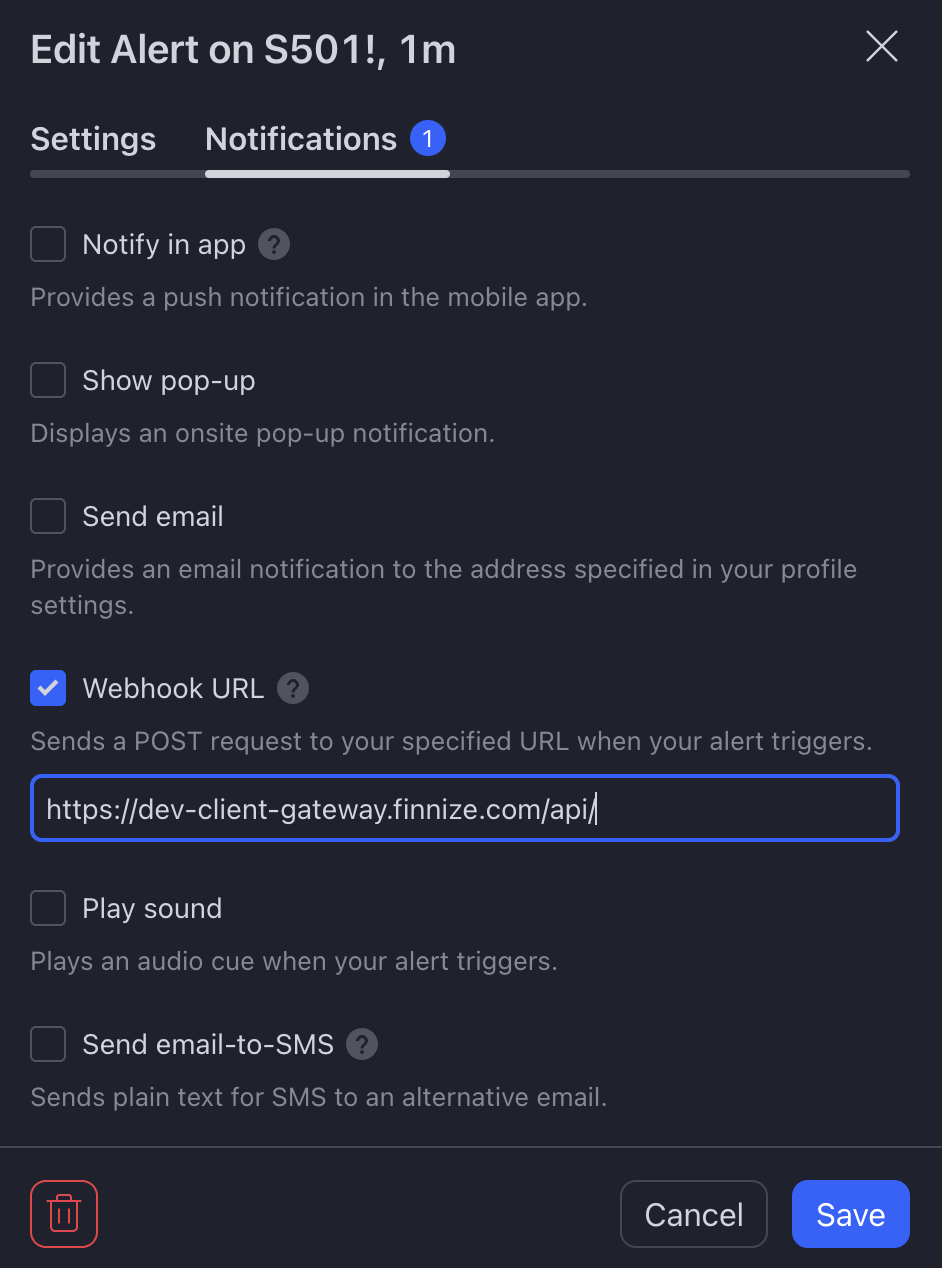 Edit Alert on S501!, 1m
Settings Notifications 1
Notify in app ?
Provides a push notification in the mobile app.
Show pop-up
Displays an onsite pop-up notification.
Send email
Provides an email notification to the address specified in your profile
settings.
Webhook URL ?
Sends a POST request to your specified URL when your alert triggers.
https://dev-client-gateway.finnize.com/api/
Play sound
Plays an audio cue when your alert triggers.
Send email-to-SMS ?
Sends plain text for SMS to an alternative email.
Cancel Save